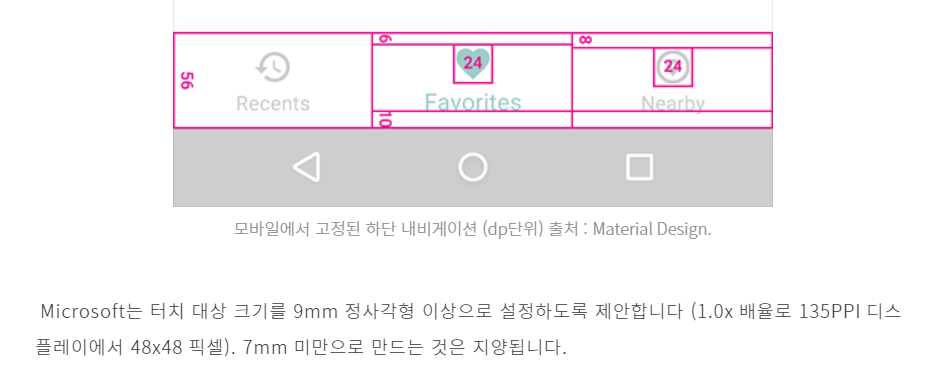 6
8
56
24
24
Recents
Favorites
Nearby
10
모바일에서 고정된 하단 내비게이션 (dp단위) 출처 : Material Design.
Microsoft는 터치 대상 크기를 9mm 정사각형 이상으로 설정하도록 제안합니다 (1.0x 배율로 135PPI 디스
플레이에서 48x48 픽셀). 7mm 미만으로 만드는 것은 지양됩니다.